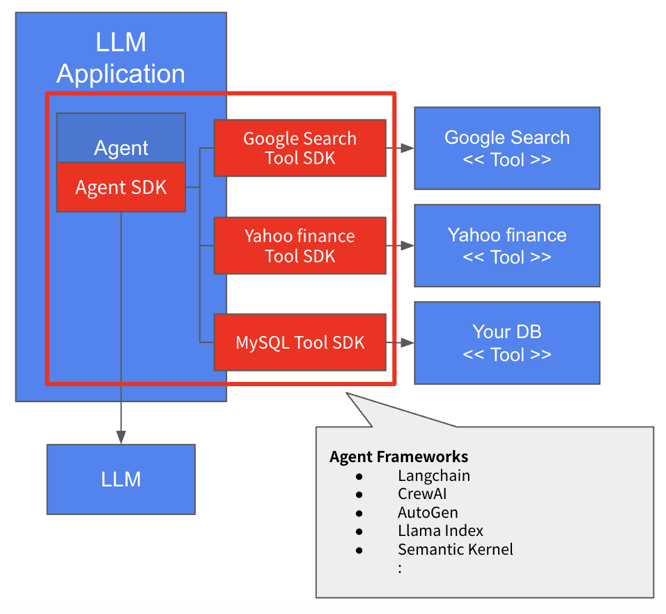 LLM
Application
Agent
Agent SDK
Google Search
Tool SDK
Yahoo finance
Tool SDK
MySQL Tool SDK
Google Search
<< Tool >>
Yahoo finance
<< Tool >>
Your DB
<< Tool >>
LLM
Agent Frameworks
● Langchain
● CrewAI
● AutoGen
● Llama Index
● Semantic Kernel
: